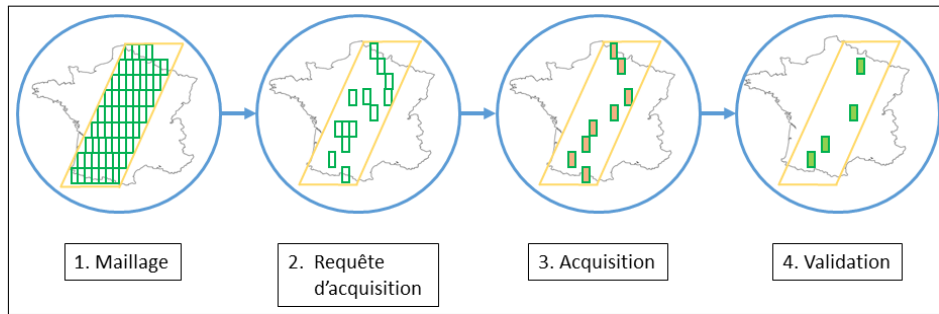 1. Maillage
2. Requête
d'acquisition
3. Acquisition
4. Validation